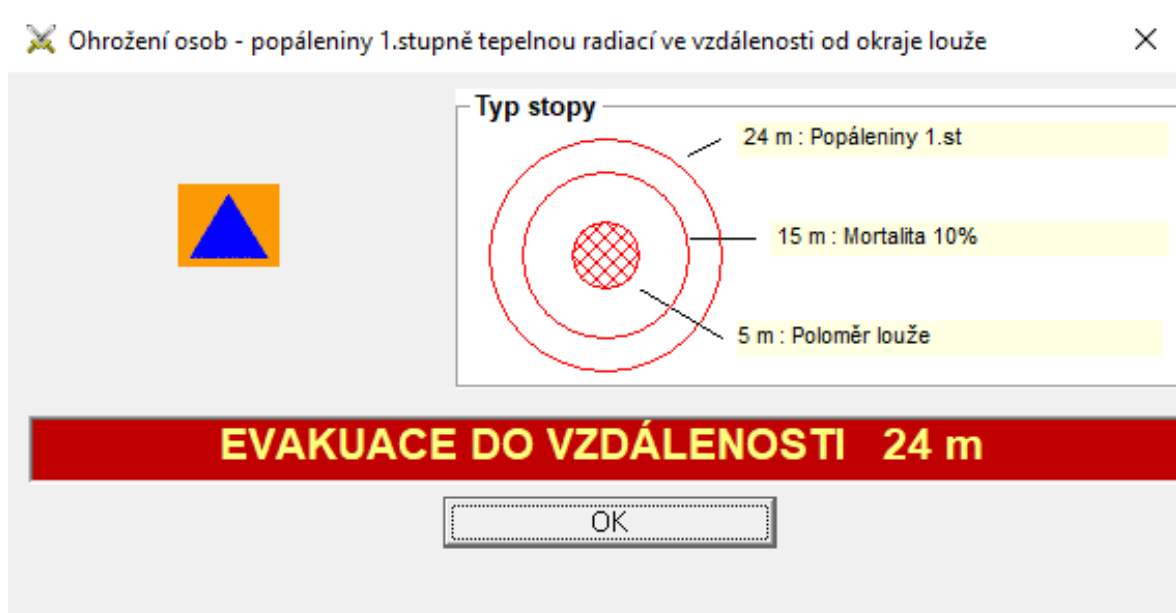 Ohrožení osob - popáleniny 1.stupně tepelnou radiací ve vzdálenosti od okraje louže
Typ stopy
24 m : Popáleniny 1.st
15 m : Mortalita 10%
5 m : Poloměr louže
EVAKUACE DO VZDÁLENOSTI 24 m
OK